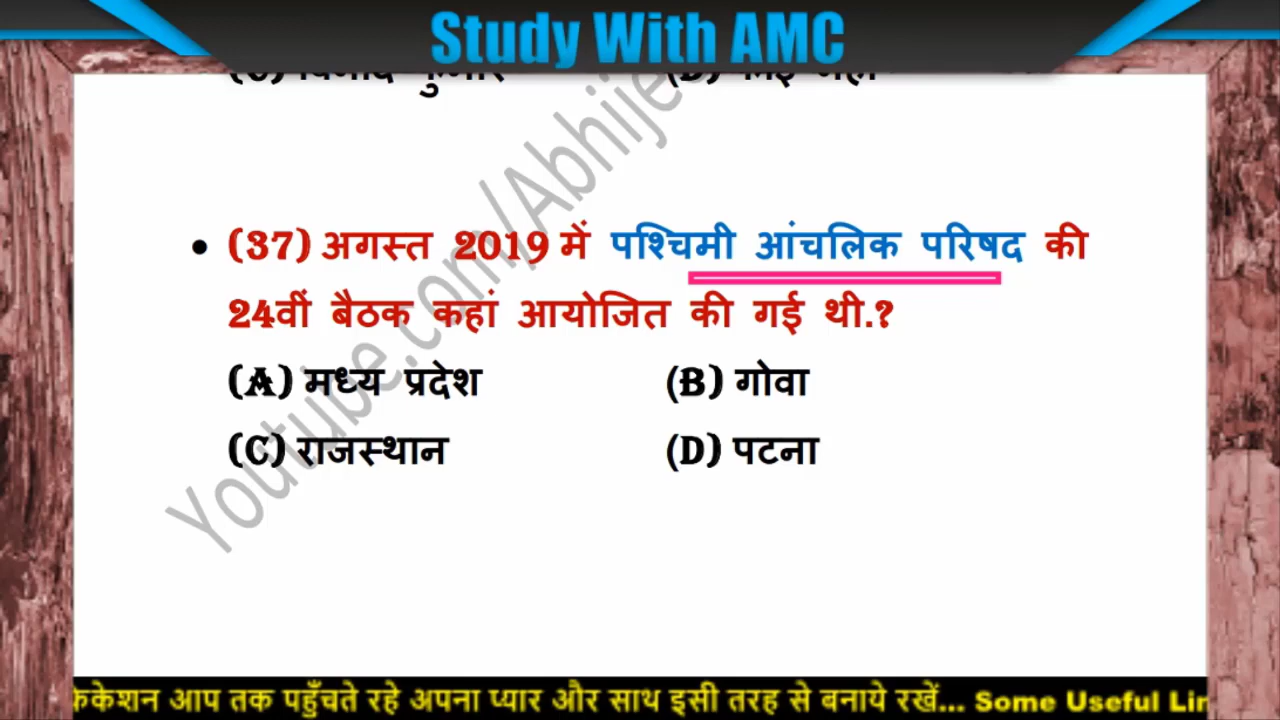 Study With AMC
• (37) अगस्त 2019 में पश्चिमी आंचलिक परिषद की
24वीं बैठक कहां आयोजित की गई थी.?
(A) मध्य प्रदेश (B) गोवा
(C) राजस्थान (D) पटना
Youtube.com/Abhije
केशन आप तक पहुँचते रहे अपना प्यार और साथ इसी तरह से बनाये रखें... Some Useful